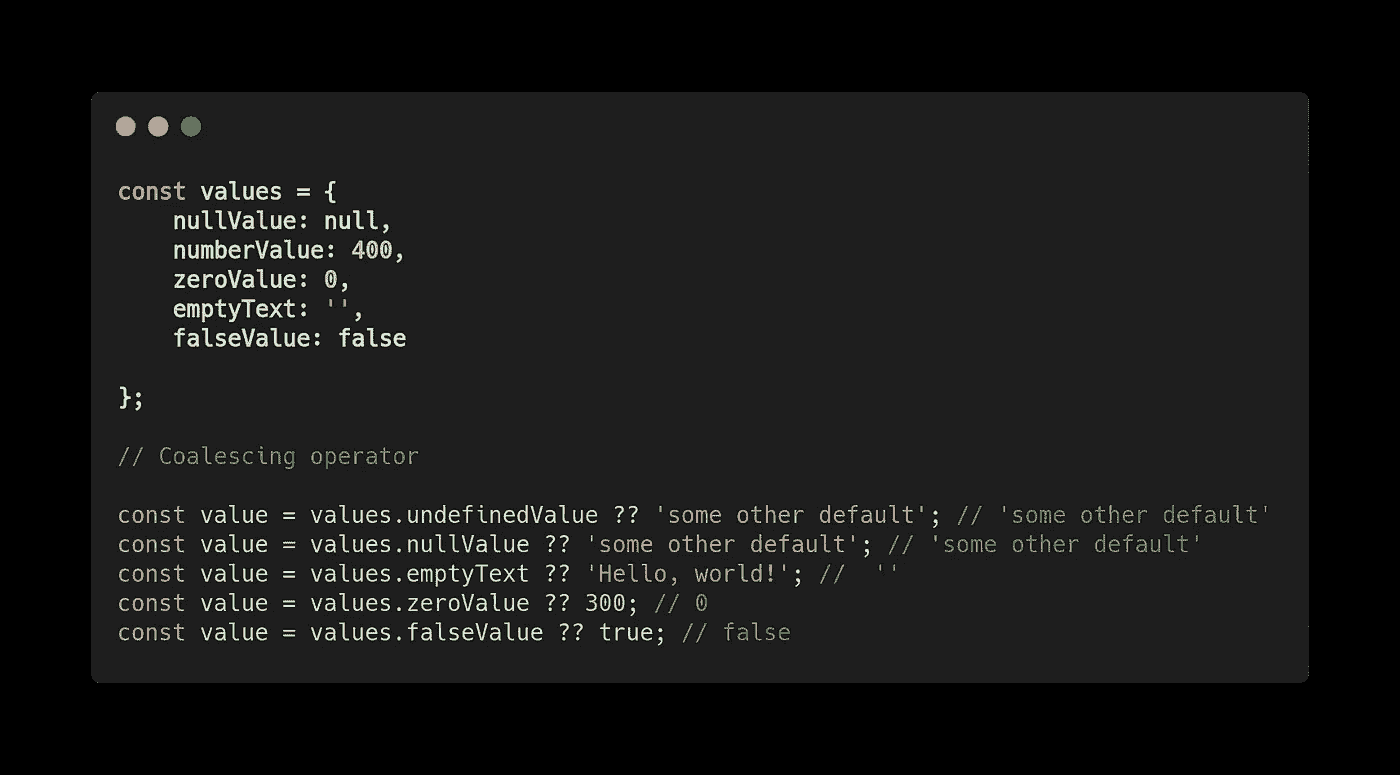 const values = {
    nullValue: null,
    numberValue: 400,
    zeroValue: 0,
    emptyText: '',
    falseValue: false
};
// Coalescing operator
const value = values.undefinedValue ?? 'some other default'; // 'some other default'
const value = values.nullValue ?? 'some other default'; // 'some other default'
const value = values.emptyText ?? 'Hello, world!'; //  ''
const value = values.zeroValue ?? 300; // 0
const value = values.falseValue ?? true; // false